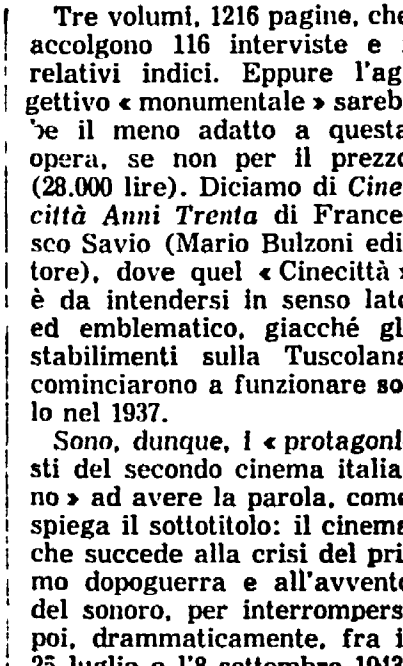 Tre volumi, 1216 pagine, che
accolgono 116 interviste e i
relativi indici. Eppure l'ag
gettivo « monumentale » sareb
be il meno adatto a questa
opera, se non per il prezzo
(28.000 lire). Diciamo di Cine
città Anni Trenta di France
sco Savio (Mario Bulzoni edi
tore), dove quel « Cinecittà »
è da intendersi in senso lato
ed emblematico, giacché gli
stabilimenti sulla Tuscolana
cominciarono a funzionare so
lo nel 1937.
Sono, dunque, i « protagoni
sti del secondo cinema italia
no » ad avere la parola, come
spiega il sottotitolo: il cinema
che succede alla crisi del pri
mo dopoguerra e all'avvento
del sonoro, per interrompersi
poi, drammaticamente, fra il
25 luglio e l'8 settembre 1943